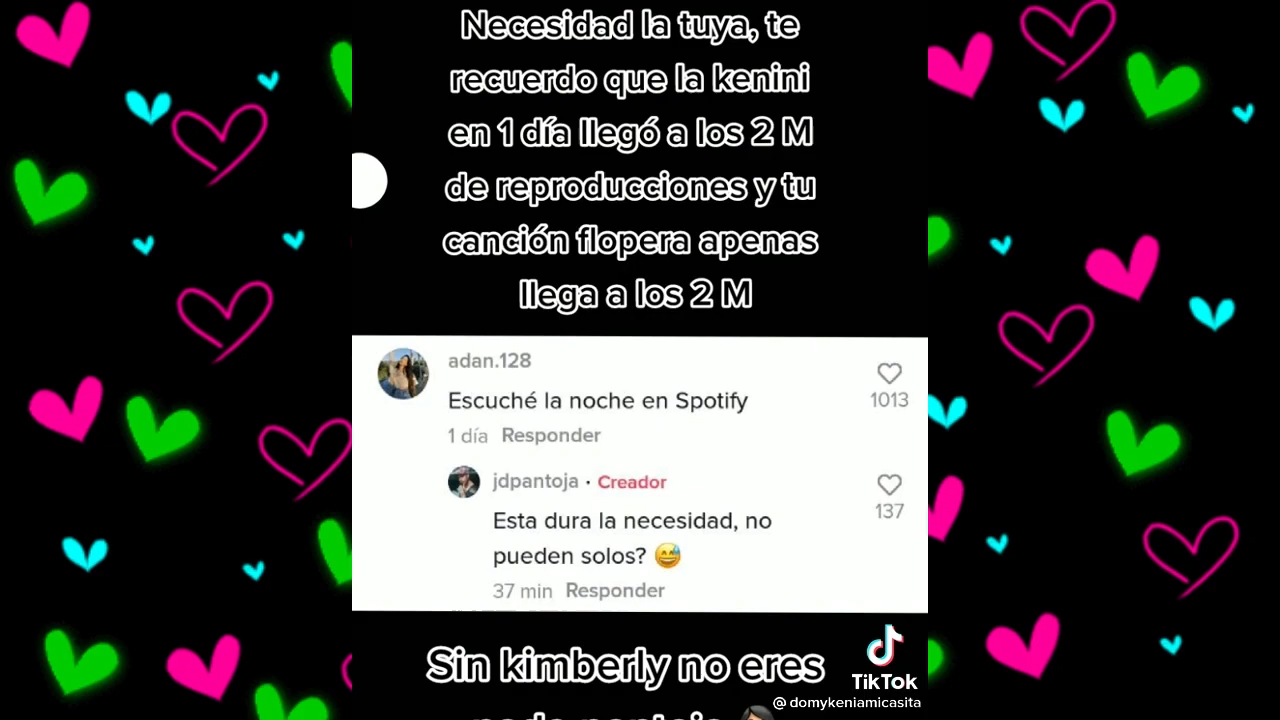 Necesidad la tuya, te
recuerdo que la kenini
en 1 día llegó a los 2 M
de reproducciones y tu
canción flopera apenas
llega a los 2 M
adan.128
Escuché la noche en Spotify
1013
1 día Responder
jdpantoja · Creador
Esta dura la necesidad, no
pueden solos? 😅
137
37 min Responder
Sin kimberly no eres
nada pantoja
TikTok
@domykeniamicasita